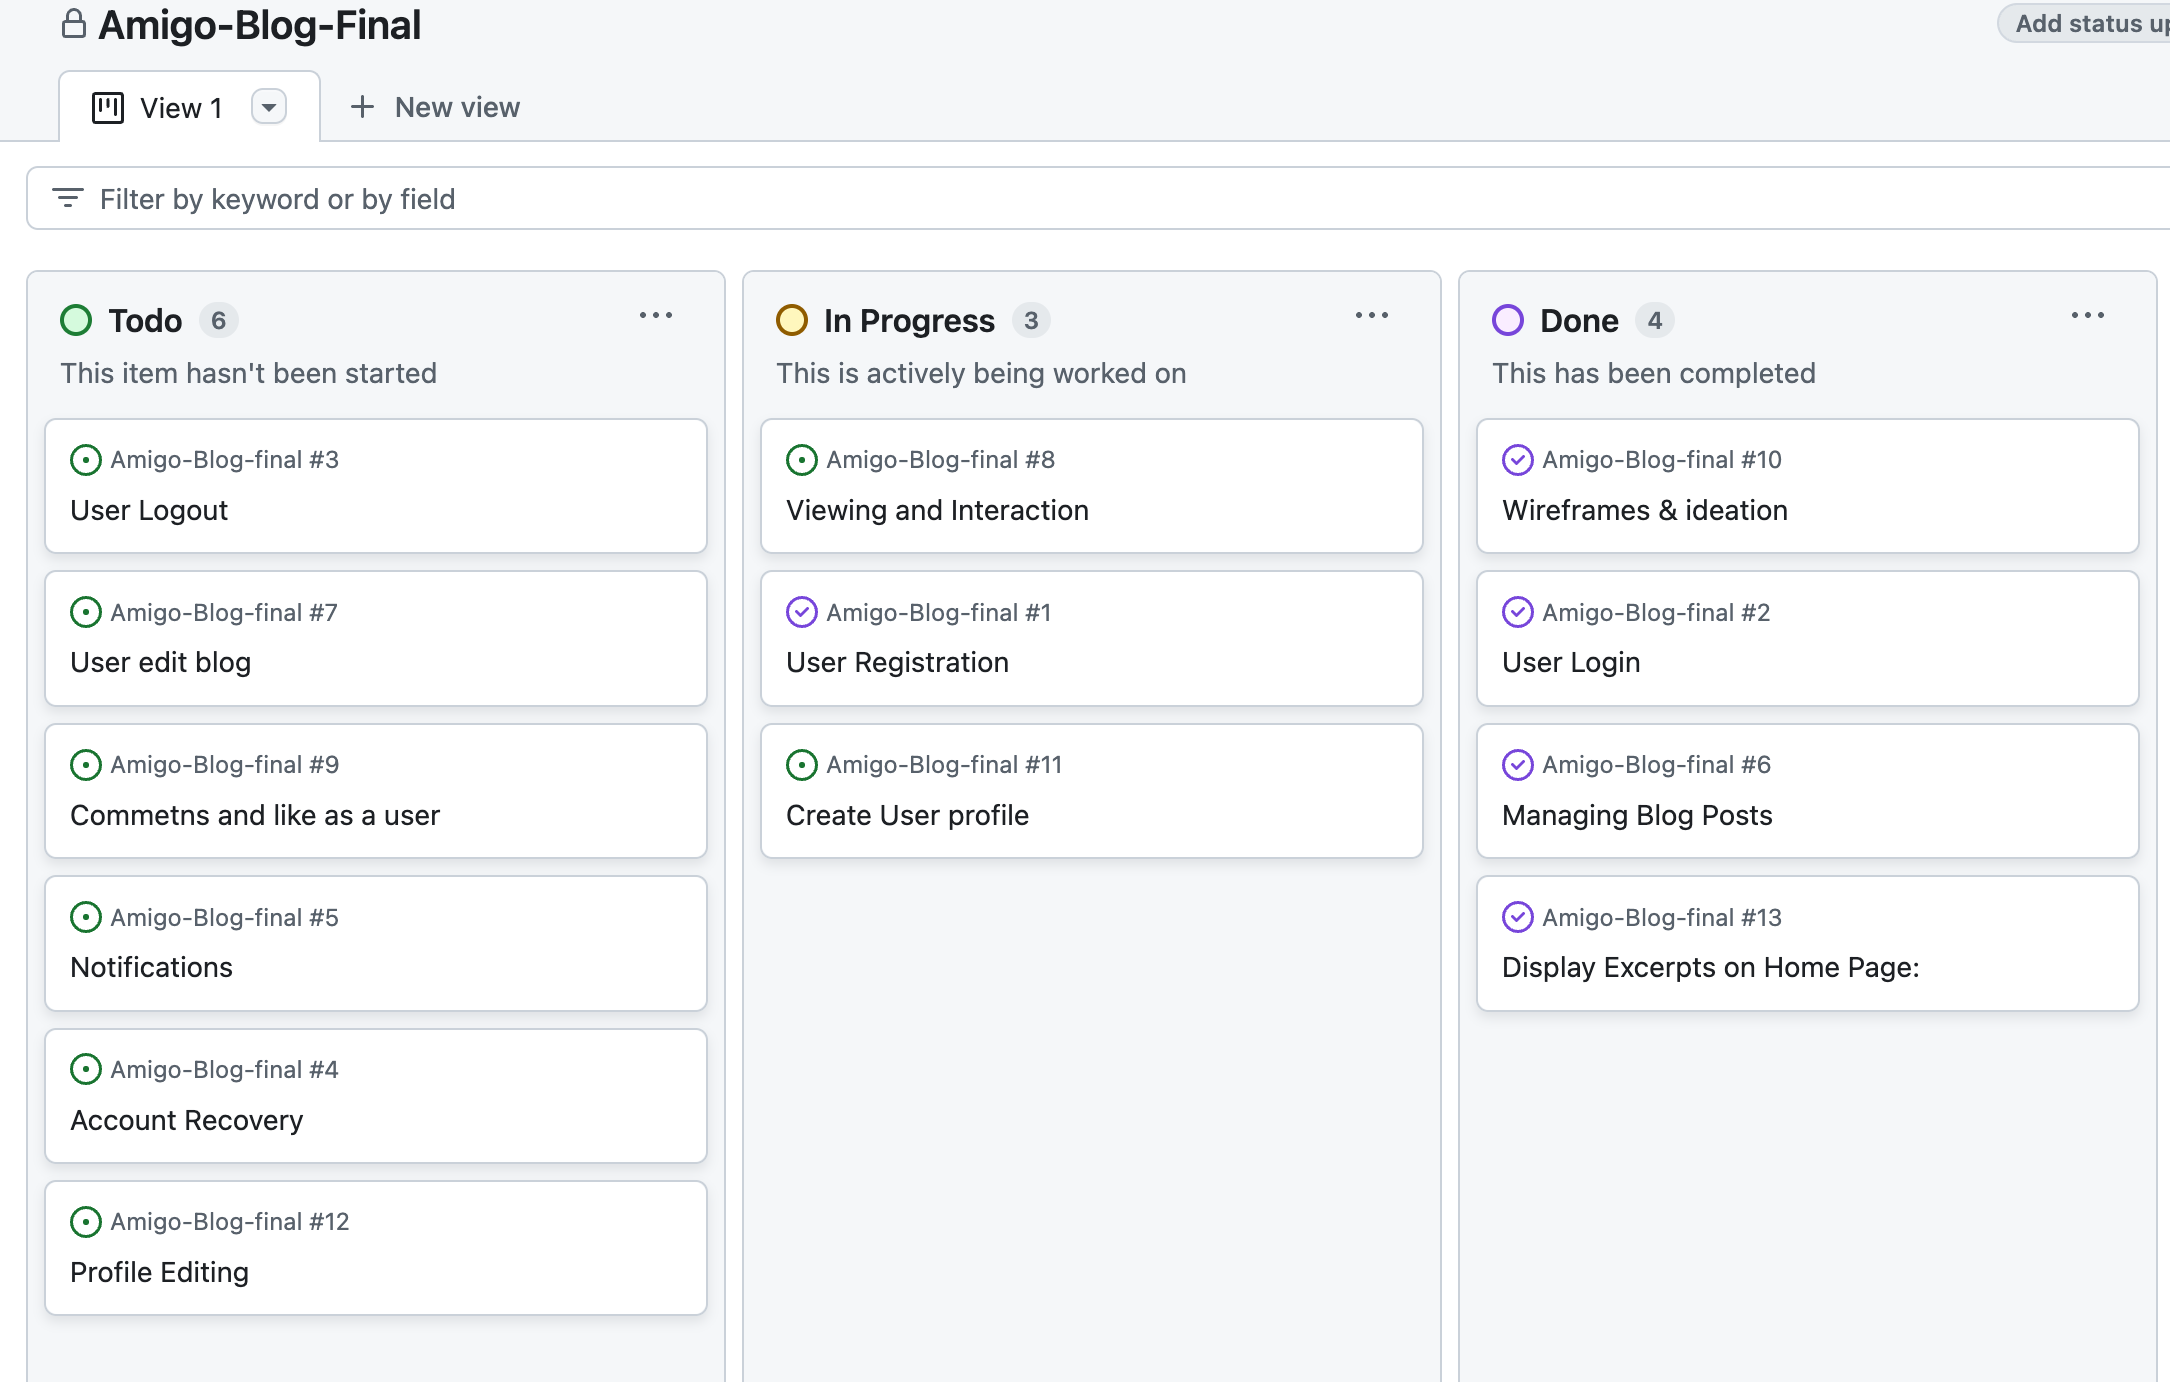 Amigo-Blog-Final
Add status up
View 1
New view
Filter by keyword or by field
Todo 6
This item hasn't been started
Amigo-Blog-final #3
User Logout
Amigo-Blog-final #7
User edit blog
Amigo-Blog-final #9
Commetns and like as a user
Amigo-Blog-final #5
Notifications
Amigo-Blog-final #4
Account Recovery
Amigo-Blog-final #12
Profile Editing
In Progress 3
This is actively being worked on
Amigo-Blog-final #8
Viewing and Interaction
Amigo-Blog-final #1
User Registration
Amigo-Blog-final #11
Create User profile
Done 4
This has been completed
Amigo-Blog-final #10
Wireframes & ideation
Amigo-Blog-final #2
User Login
Amigo-Blog-final #6
Managing Blog Posts
Amigo-Blog-final #13
Display Excerpts on Home Page: